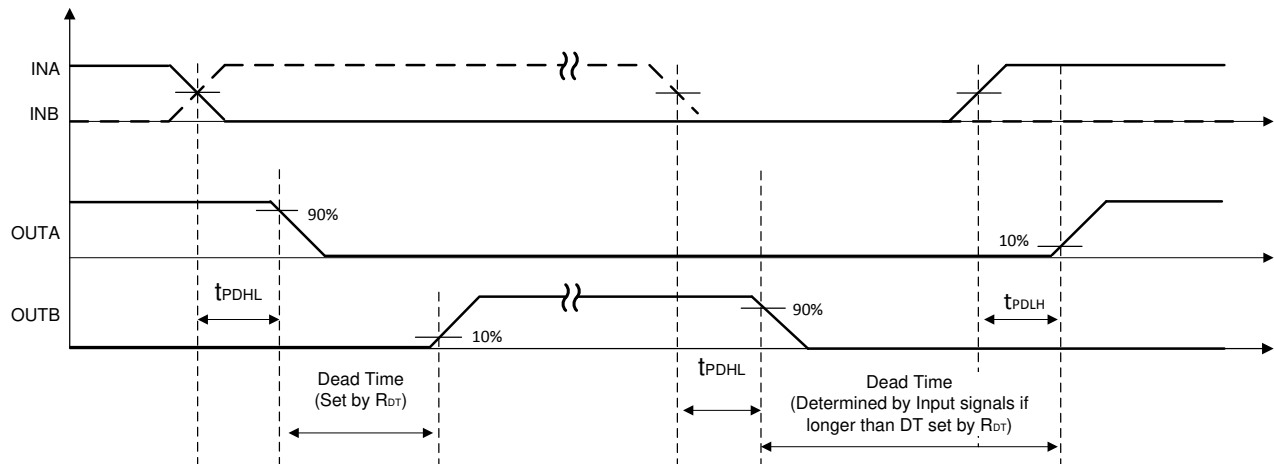 INA
INB
OUTA
90%
10%
tPDHL
tPDLH
OUTB
10%
90%
tPDHL
Dead Time
(Set by RDT)
Dead Time
(Determined by Input signals if
longer than DT set by RDT)